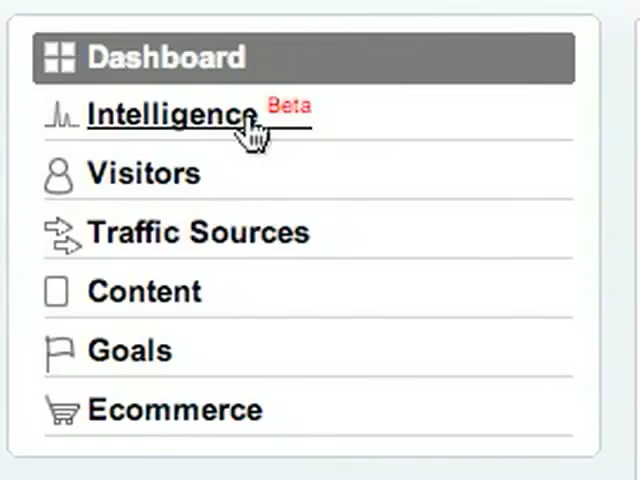 Dashboard
Intelligence Beta
Visitors
Traffic Sources
Content
Goals
Ecommerce